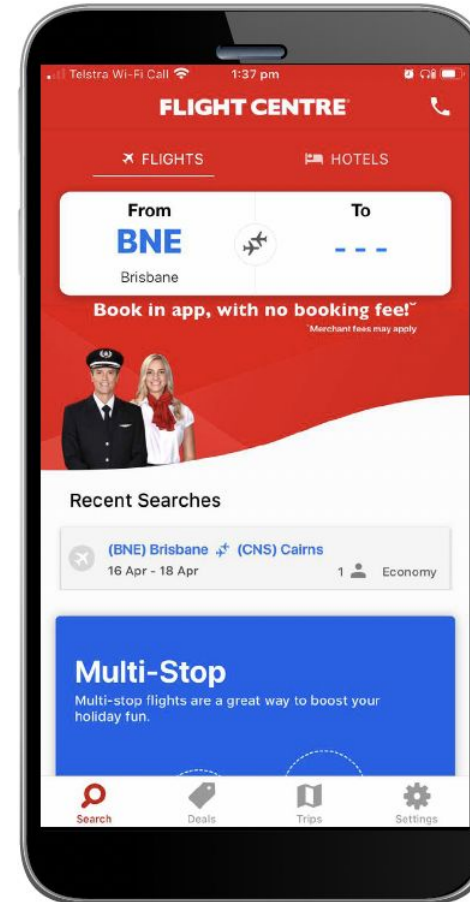 Telstra Wi-Fi Call 1:37 pm
FLIGHT CENTRE
FLIGHTS HOTELS
From To
BNE - - -
Brisbane
Book in app, with no booking fee!˜
˜Merchant fees may apply
Recent Searches
(BNE) Brisbane (CNS) Cairns
16 Apr - 18 Apr 1 Economy
Multi-Stop
Multi-stop flights are a great way to boost your
holiday fun.
Search Deals Trips Settings